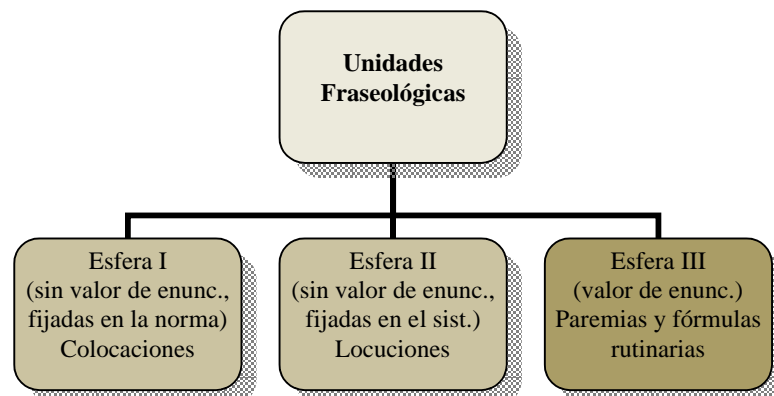 Unidades
Fraseológicas
Esfera I
(sin valor de enunc.,
fijadas en la norma)
Colocaciones
Esfera II
(sin valor de enunc.,
fijadas en el sist.)
Locuciones
Esfera III
(valor de enunc.)
Paremias y fórmulas
rutinarias